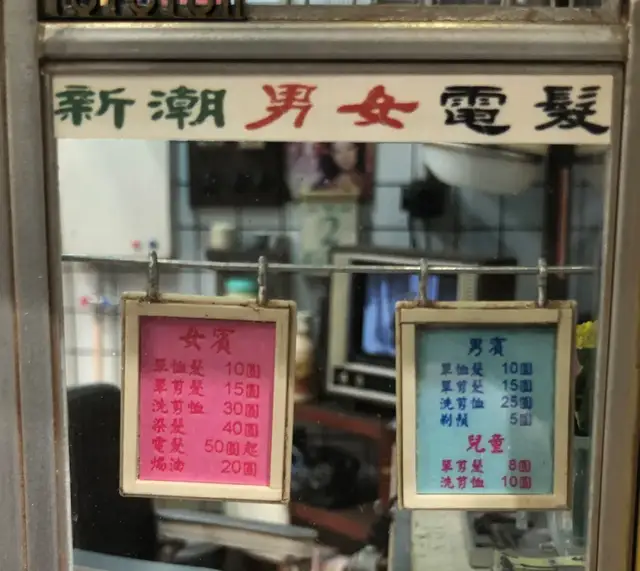 新潮男女電髮
女賓
單恤髮 10圓
單剪髮 15圓
洗剪恤 30圓
染髮 40圓
電髮 50圓起
焗油 20圓
男賓
單恤髮 10圓
單剪髮 15圓
洗剪恤 25圓
剃鬚 5圓
兒童
單剪髮 8圓
洗剪恤 10圓
2